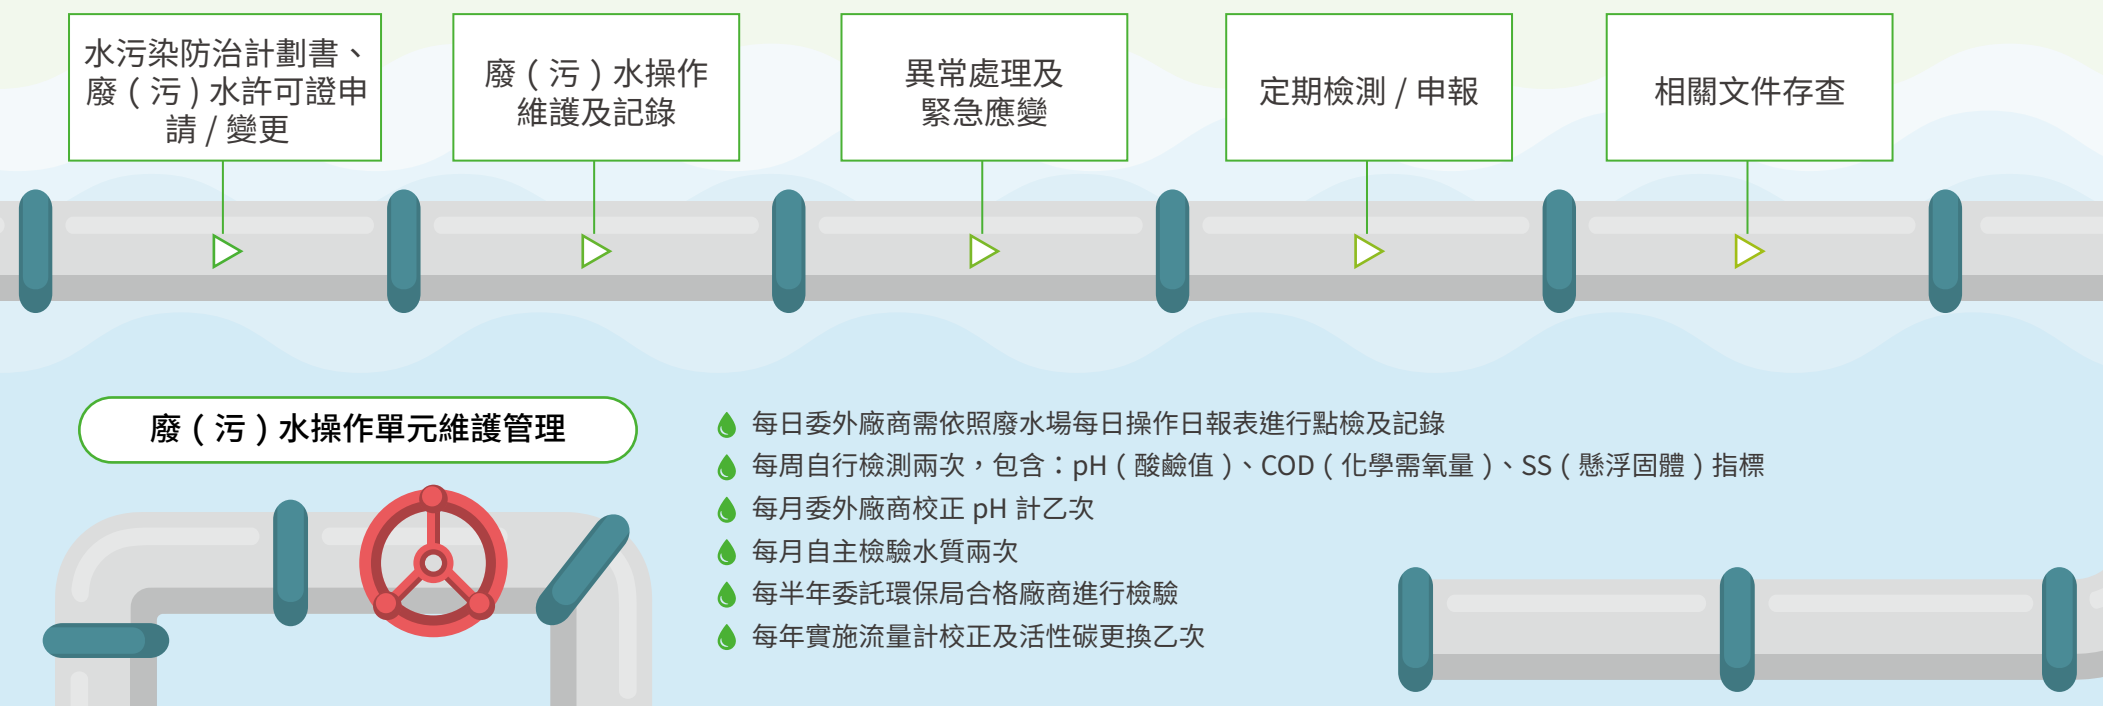 水污染防治計劃書、
廢 ( 污 ) 水許可證申
請 / 變更
廢 ( 污 ) 水操作
維護及記錄
異常處理及
緊急應變
定期檢測 / 申報
相關文件存查
廢 ( 污 ) 水操作單元維護管理
每日委外廠商需依照廢水場每日操作日報表進行點檢及記錄
每周自行檢測兩次，包含：pH ( 酸鹼值 )、COD ( 化學需氧量 )、SS ( 懸浮固體 ) 指標
每月委外廠商校正 pH 計乙次
每月自主檢驗水質兩次
每半年委託環保局合格廠商進行檢驗
每年實施流量計校正及活性碳更換乙次